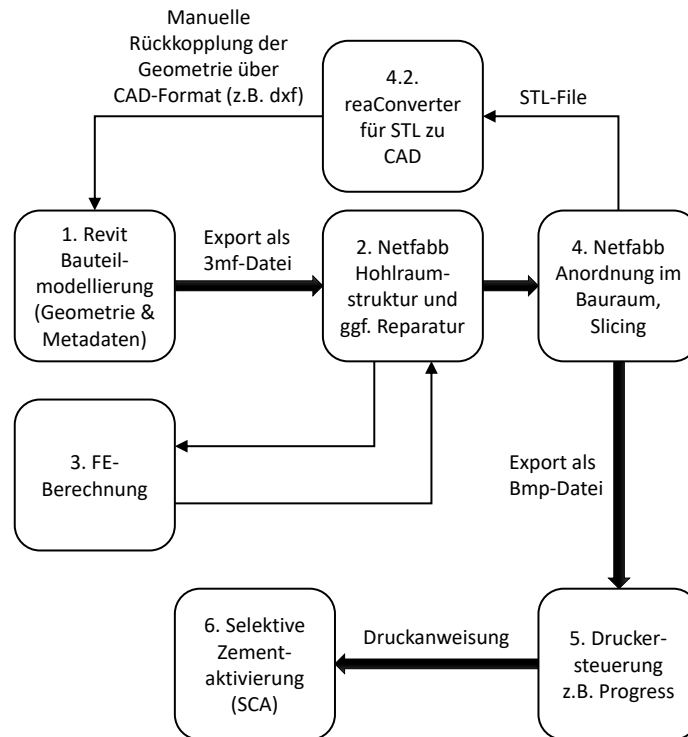 Manuelle
Rückkopplung der
Geometrie über
CAD-Format (z.B. dxf)
4.2.
reaConverter
für STL zu
CAD
STL-File
1. Revit
Bauteil-
modellierung
(Geometrie &
Metadaten)
Export als
3mf-Datei
2. Netfabb
Hohlraum-
struktur und
ggf. Reparatur
4. Netfabb
Anordnung im
Bauraum,
Slicing
3. FE-
Berechnung
Export als
Bmp-Datei
6. Selektive
Zement-
aktivierung
(SCA)
Druckanweisung
5. Drucker-
steuerung
z.B. Progress